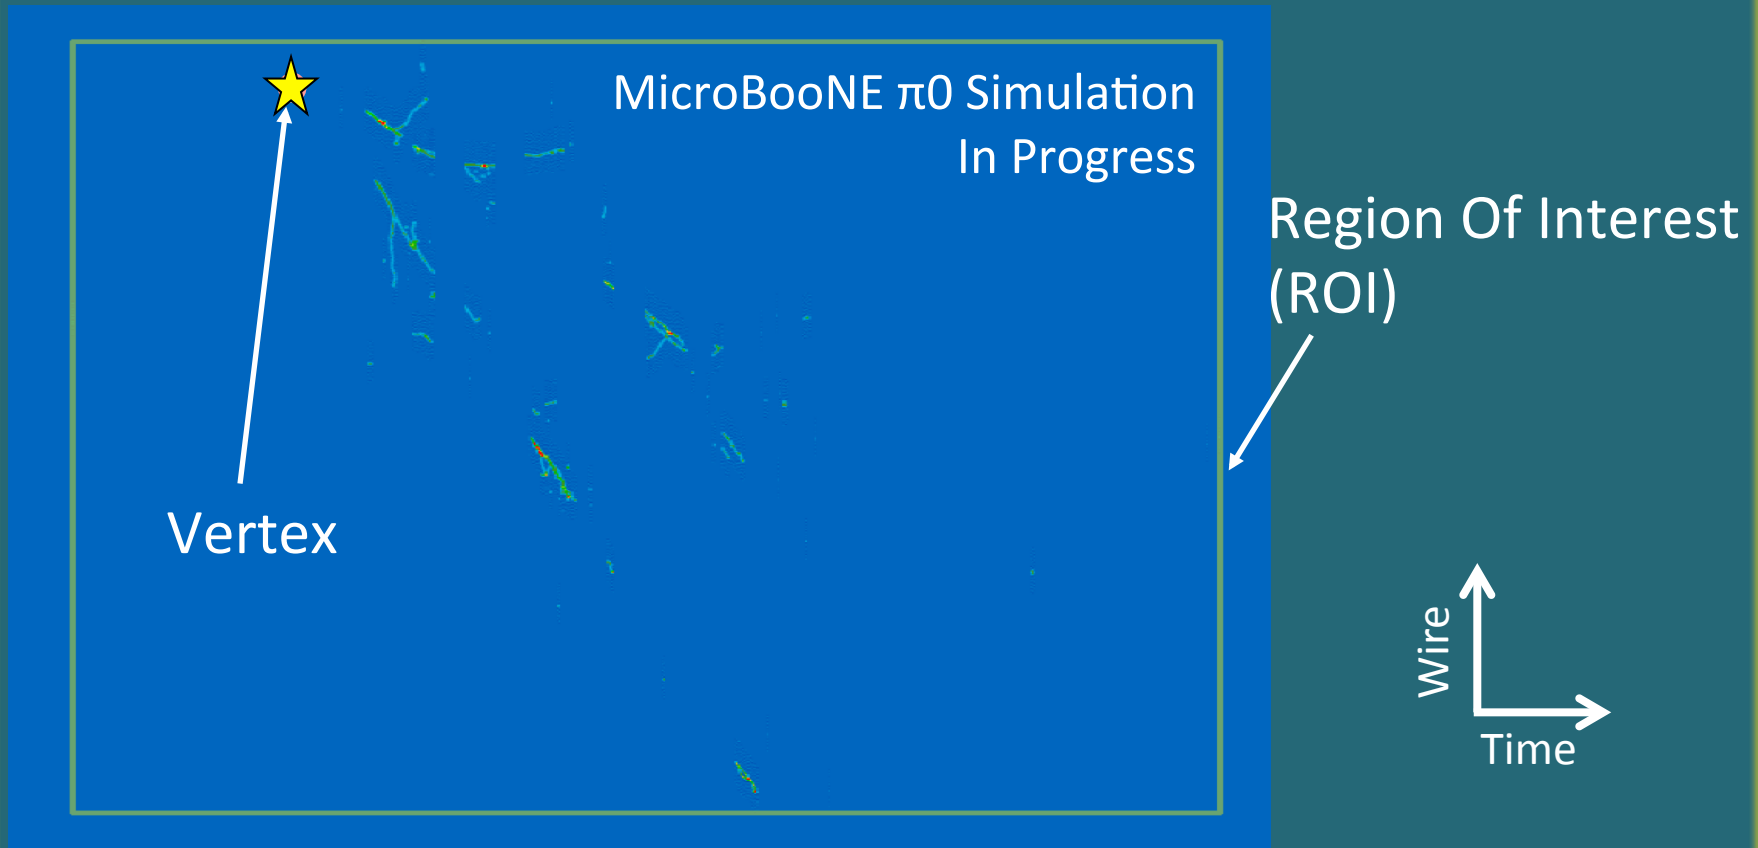 MicroBooNE π0 Simulation
In Progress
Region Of Interest
(ROI)
Vertex
Wire
Time